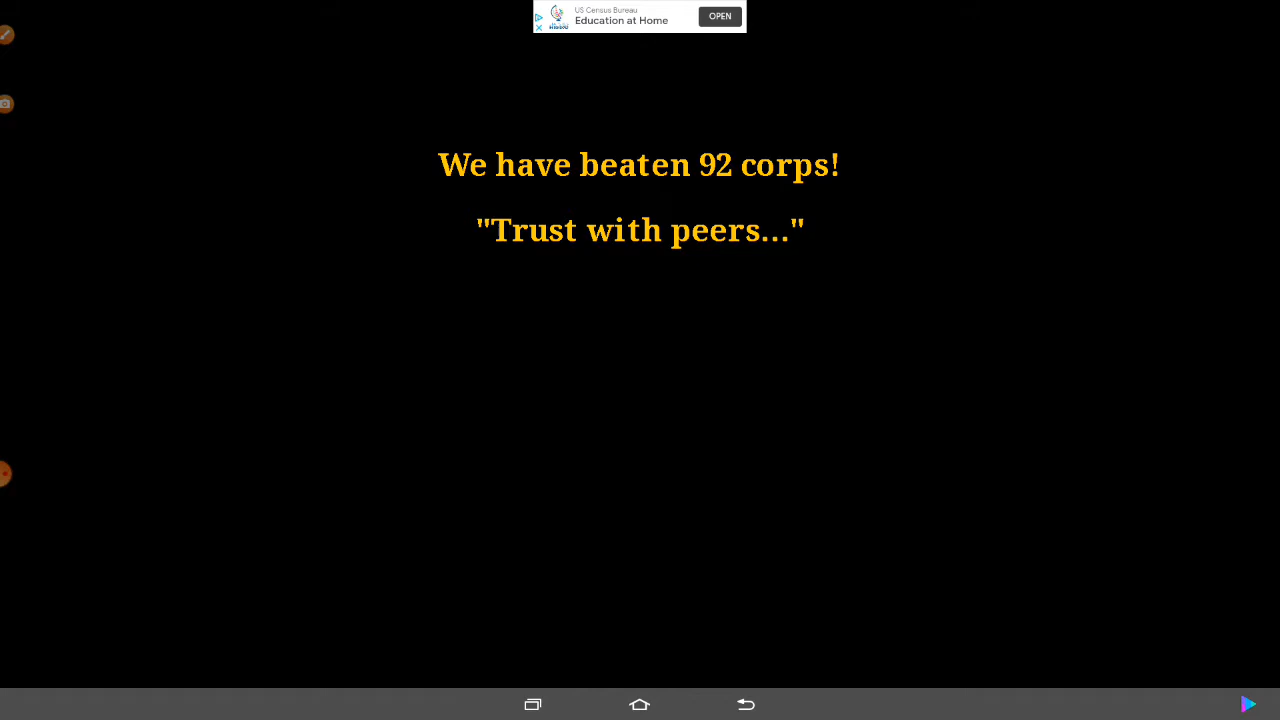 US Census Bureau
Education at Home
OPEN
We have beaten 92 corps!
"Trust with peers..."